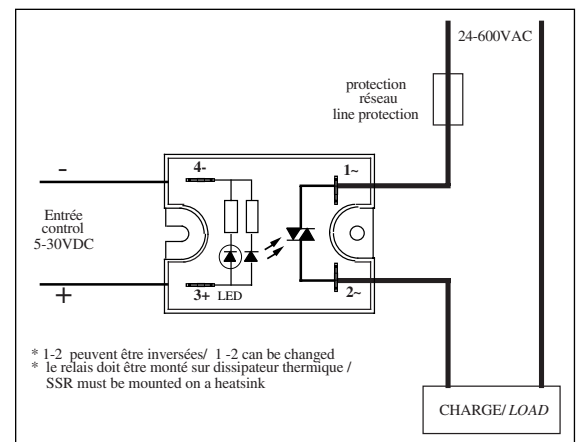 24-600VAC
protection
réseau
line protection
4-
1~
-
Entrée
control
5-30VDC
+
3+ LED
2~
* 1-2 peuvent être inversées/ 1 -2 can be changed
* le relais doit être monté sur dissipateur thermique /
SSR must be mounted on a heatsink
CHARGE/ LOAD